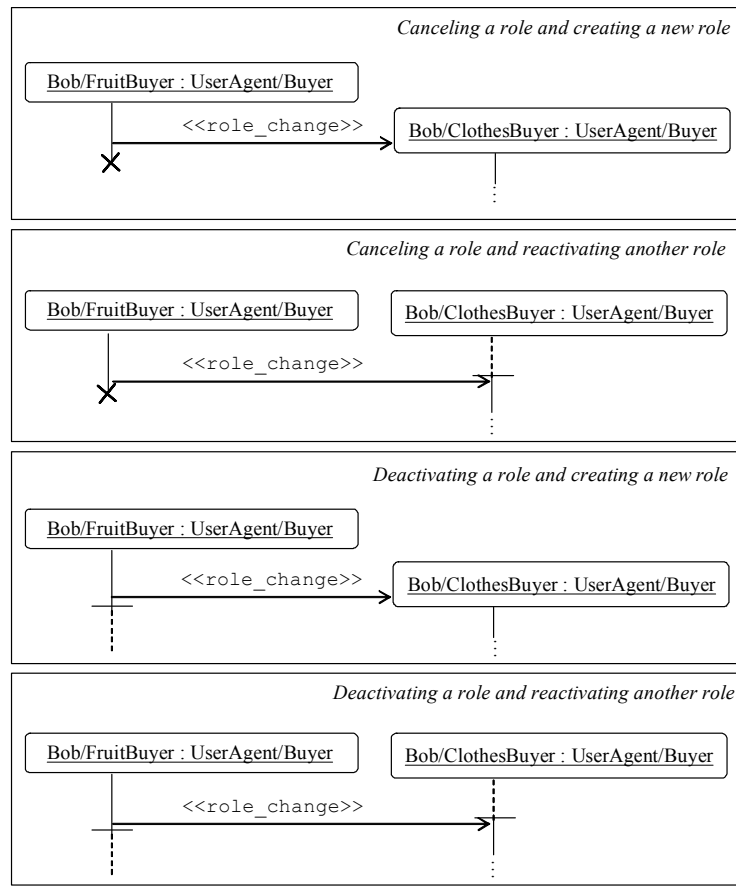 Canceling a role and creating a new role
Bob/FruitBuyer : UserAgent/Buyer
<<role_change>>
Bob/ClothesBuyer : UserAgent/Buyer
Canceling a role and reactivating another role
Bob/FruitBuyer : UserAgent/Buyer
Bob/ClothesBuyer : UserAgent/Buyer
<<role_change>>
Deactivating a role and creating a new role
Bob/FruitBuyer : UserAgent/Buyer
<<role_change>>
Bob/ClothesBuyer : UserAgent/Buyer
Deactivating a role and reactivating another role
Bob/FruitBuyer : UserAgent/Buyer
Bob/ClothesBuyer : UserAgent/Buyer
<<role_change>>